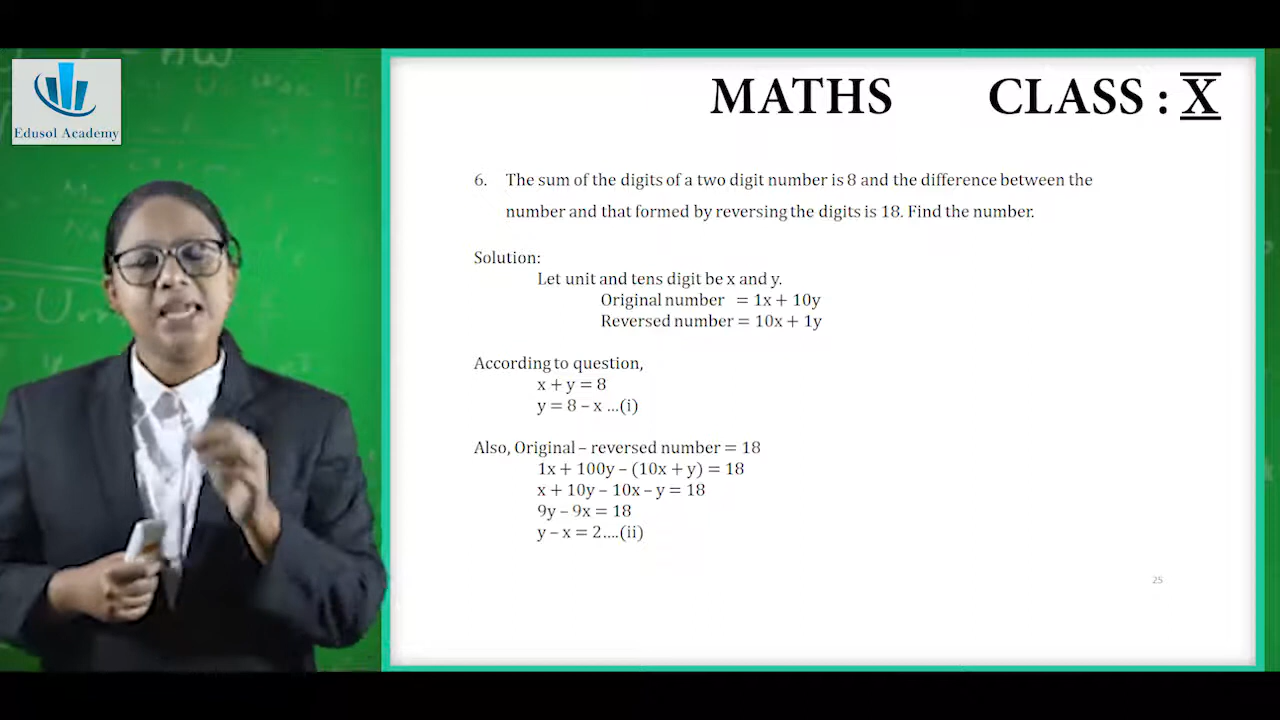 Edusol Academy
MATHS CLASS : X
6. The sum of the digits of a two digit number is 8 and the difference between the
number and that formed by reversing the digits is 18. Find the number.
Solution:
Let unit and tens digit be x and y.
Original number = 1x + 10y
Reversed number = 10x + 1y
According to question,
x + y = 8
y = 8 – x ...(i)
Also, Original – reversed number = 18
1x + 100y – (10x + y) = 18
x + 10y – 10x – y = 18
9y – 9x = 18
y – x = 2....(ii)
25